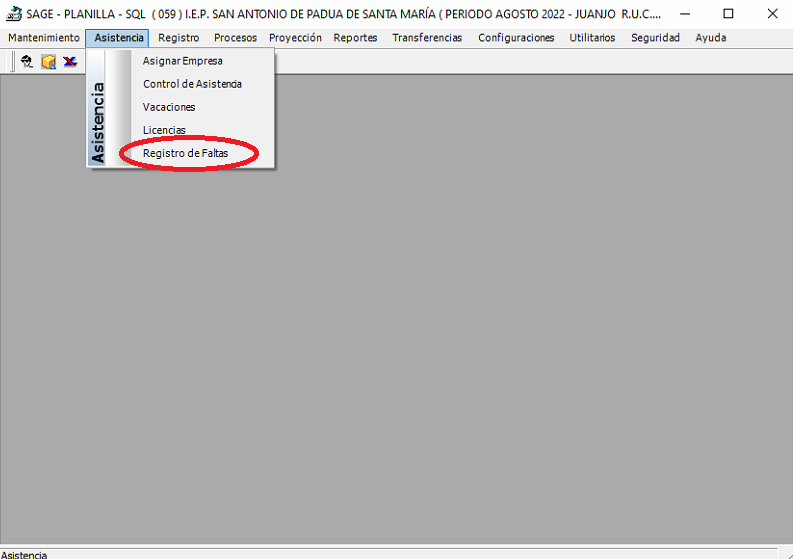 SAGE - PLANILLA - SQL ( 059 ) I.E.P. SAN ANTONIO DE PADUA DE SANTA MARÍA ( PERIODO AGOSTO 2022 - JUANJO R.U.C....
Mantenimiento Asistencia Registro Procesos Proyección Reportes Transferencias Configuraciones Utilitarios Seguridad Ayuda
Asistencia
Asignar Empresa
Control de Asistencia
Vacaciones
Licencias
Registro de Faltas
Asistencia